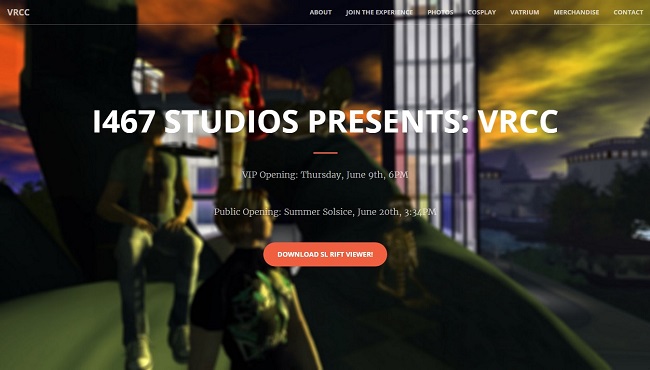 VRCC
ABOUT JOIN THE EXPERIENCE PHOTOS COSPLAY VATRIUM MERCHANDISE CONTACT
I467 STUDIOS PRESENTS: VRCC
VIP Opening: Thursday, June 9th, 6PM
Public Opening: Summer Solsice, June 20th, 3:34PM
DOWNLOAD SL RIFT VIEWER!